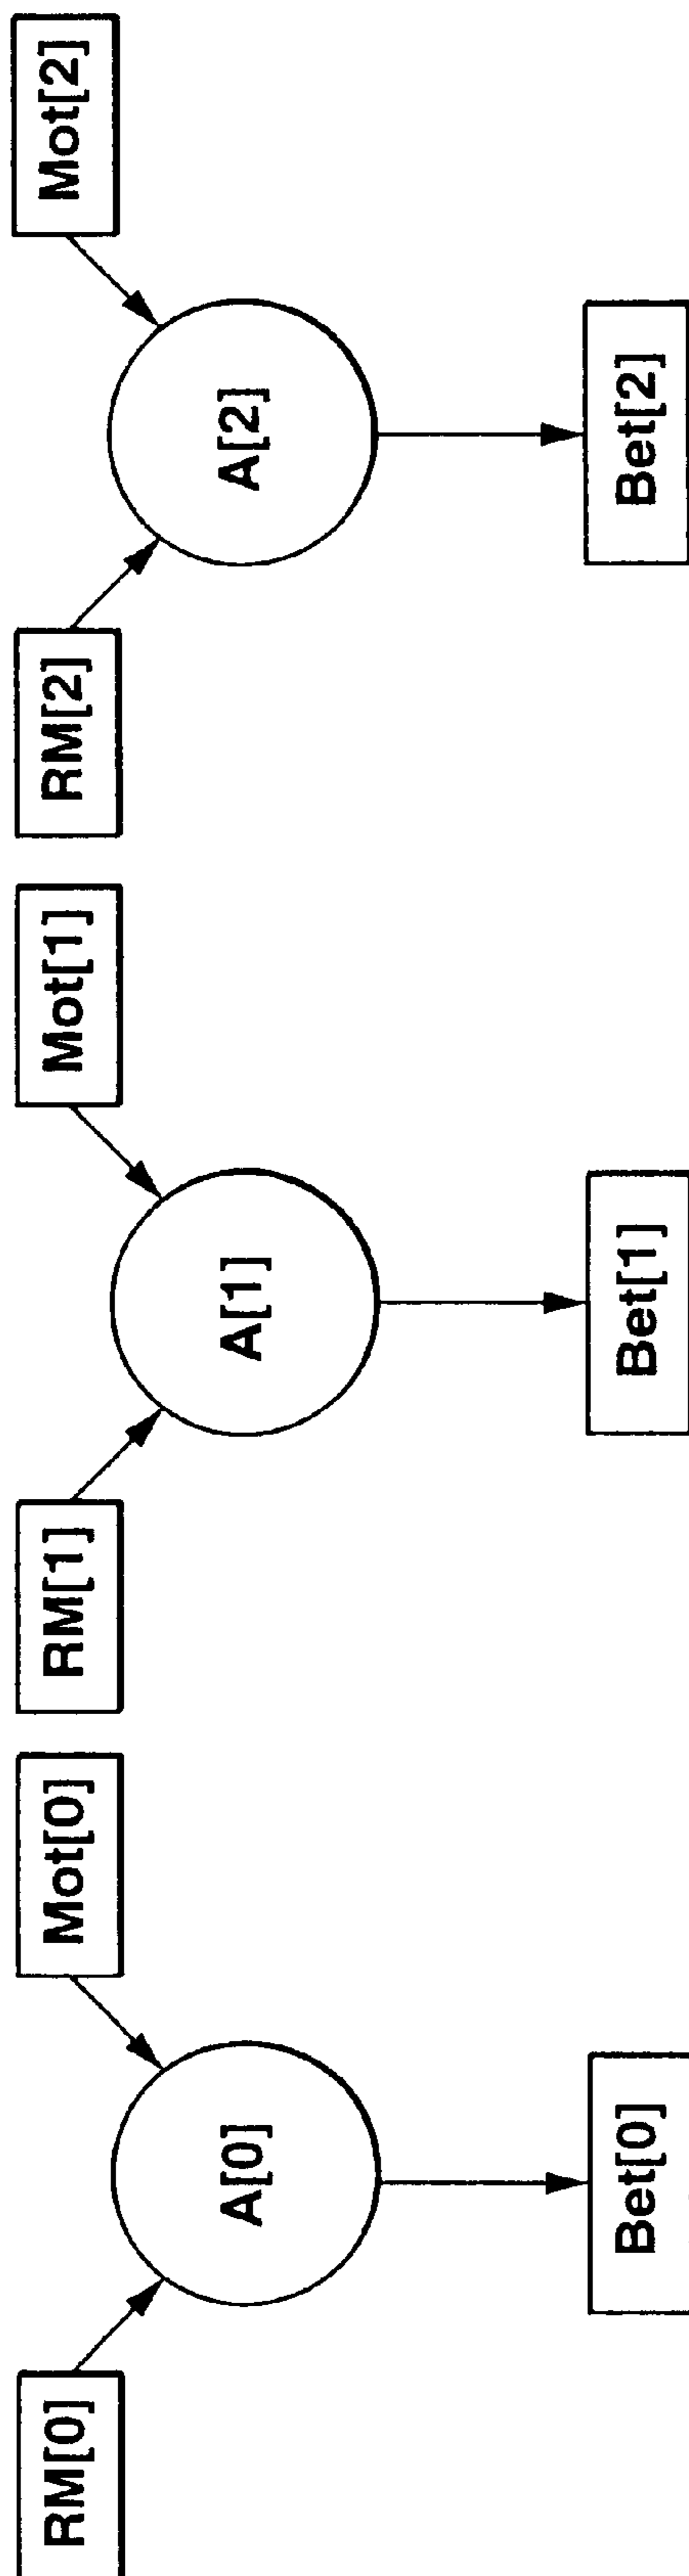 RM[0]
Mot[0]
RM[1]
Mot[1]
RM[2]
Mot[2]
A[0]
A[1]
A[2]
Bet[0]
Bet[1]
Bet[2]